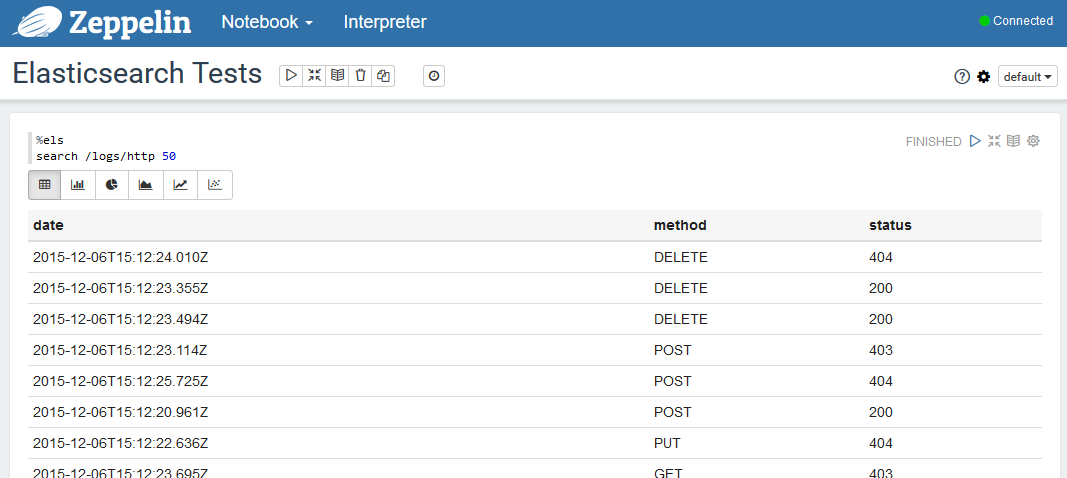 Zeppelin Notebook Interpreter Connected
Elasticsearch Tests default
%els
FINISHED
search /logs/http 50
date method status
2015-12-06T15:12:24.010Z DELETE 404
2015-12-06T15:12:23.355Z DELETE 200
2015-12-06T15:12:23.494Z DELETE 200
2015-12-06T15:12:23.114Z POST 403
2015-12-06T15:12:25.725Z POST 404
2015-12-06T15:12:20.961Z POST 200
2015-12-06T15:12:22.636Z PUT 404
2015-12-06T15:12:23.695Z GET 403